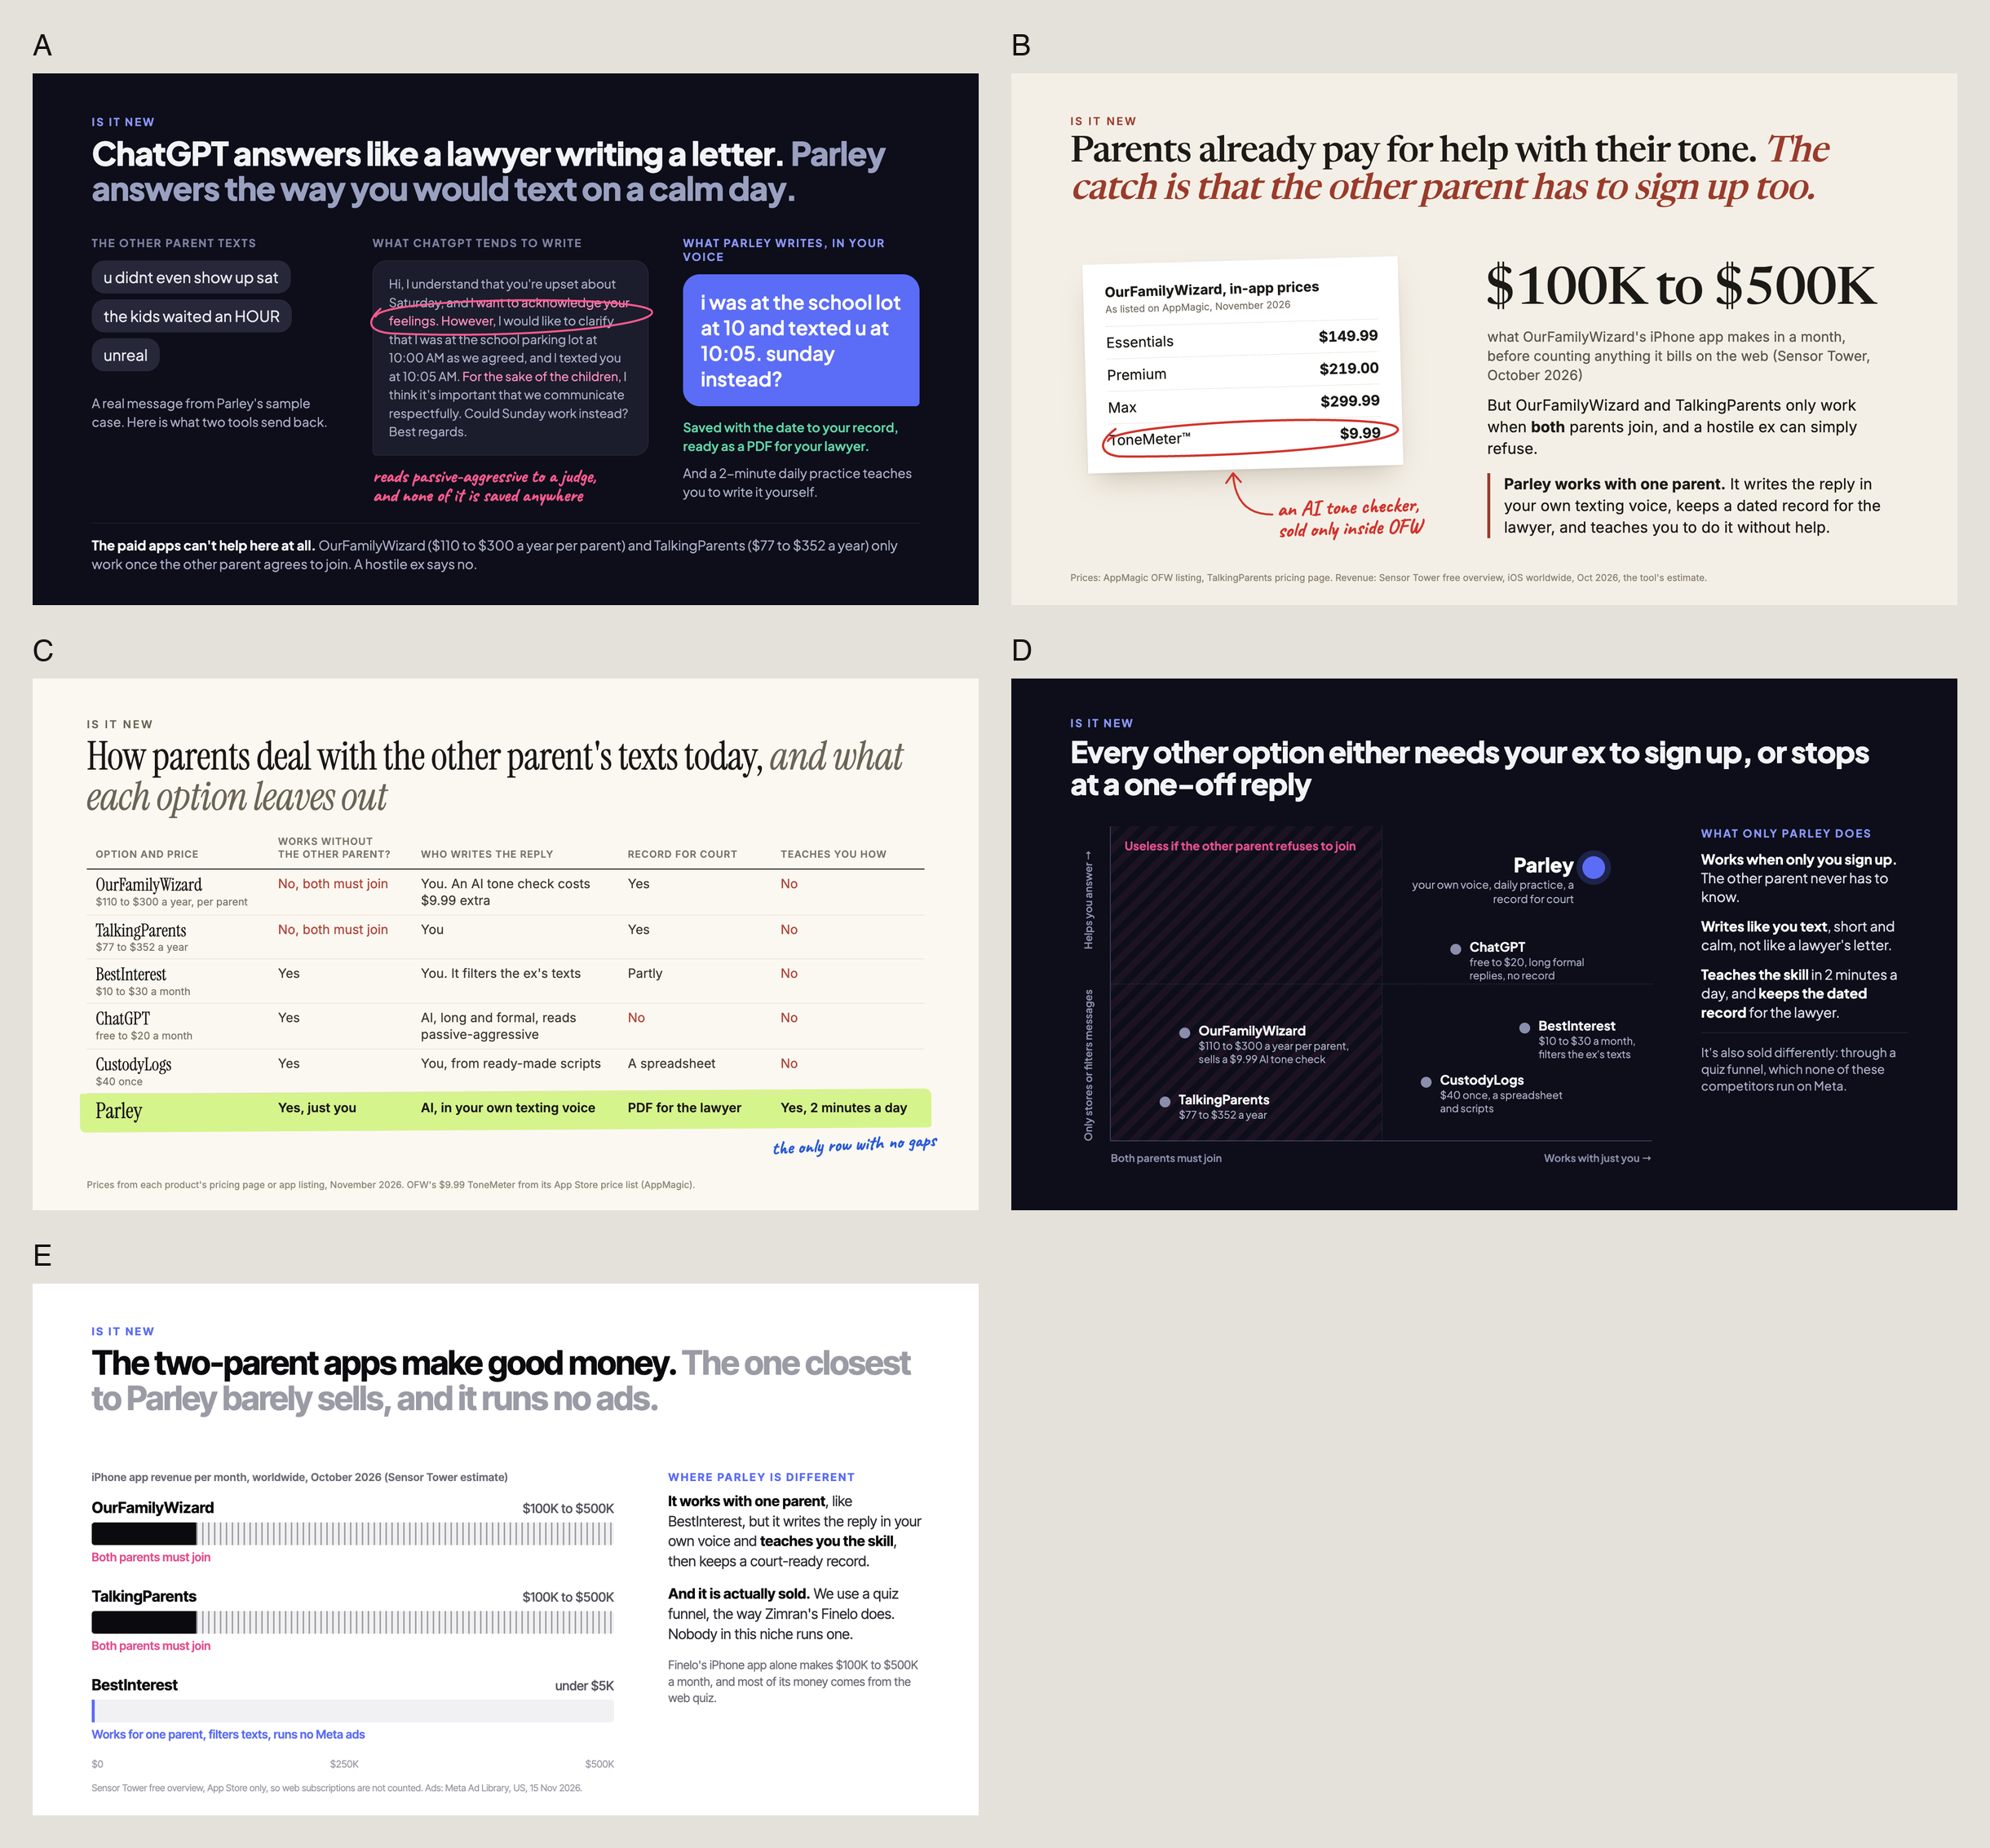 A
IS IT NEW
ChatGPT answers like a lawyer writing a letter. Parley
answers the way you would text on a calm day.
THE OTHER PARENT TEXTS
u didnt even show up sat
the kids waited an HOUR
unreal
A real message from Parley's sample
case. Here is what two tools send back.
WHAT CHATGPT TENDS TO WRITE
Hi, I understand that you're upset about
Saturday, and I want to acknowledge your
feelings. However, I would like to clarify
that I was at the school parking lot at
10:00 AM as we agreed, and I texted you
at 10:05 AM. For the sake of the children, I
think it's important that we communicate
respectfully. Could Sunday work instead?
Best regards.
reads passive-aggressive to a judge,
and none of it is saved anywhere
WHAT PARLEY WRITES, IN YOUR
VOICE
i was at the school lot
at 10 and texted u at
10:05. sunday
instead?
Saved with the date to your record,
ready as a PDF for your lawyer.
And a 2-minute daily practice teaches
you to write it yourself.
The paid apps can't help here at all. OurFamilyWizard ($110 to $300 a year per parent) and TalkingParents ($77 to $352 a year) only
work once the other parent agrees to join. A hostile ex says no.
B
IS IT NEW
Parents already pay for help with their tone. The
catch is that the other parent has to sign up too.
OurFamilyWizard, in-app prices
As listed on AppMagic, November 2026
Essentials $149.99
Premium $219.00
Max $299.99
ToneMeter™ $9.99
an AI tone checker,
sold only inside OFW
$100K to $500K
what OurFamilyWizard's iPhone app makes in a month,
before counting anything it bills on the web (Sensor Tower,
October 2026)
But OurFamilyWizard and TalkingParents only work
when both parents join, and a hostile ex can simply
refuse.
Parley works with one parent. It writes the reply in
your own texting voice, keeps a dated record for the
lawyer, and teaches you to do it without help.
Prices: AppMagic OFW listing, TalkingParents pricing page. Revenue: Sensor Tower free overview, iOS worldwide, Oct 2026, the tool's estimate.
C
IS IT NEW
How parents deal with the other parent's texts today, and what
each option leaves out
OPTION AND PRICE
WORKS WITHOUT
THE OTHER PARENT?
WHO WRITES THE REPLY
RECORD FOR COURT
TEACHES YOU HOW
OurFamilyWizard
$110 to $300 a year, per parent
No, both must join
You. An AI tone check costs
$9.99 extra
Yes
No
TalkingParents
$77 to $352 a year
No, both must join
You
Yes
No
BestInterest
$10 to $30 a month
Yes
You. It filters the ex's texts
Partly
No
ChatGPT
free to $20 a month
Yes
AI, long and formal, reads
passive-aggressive
No
No
CustodyLogs
$40 once
Yes
You, from ready-made scripts
A spreadsheet
No
Parley
Yes, just you
AI, in your own texting voice
PDF for the lawyer
Yes, 2 minutes a day
the only row with no gaps
Prices from each product's pricing page or app listing, November 2026. OFW's $9.99 ToneMeter from its App Store price list (AppMagic).
D
IS IT NEW
Every other option either needs your ex to sign up, or stops
at a one-off reply
Helps you answer →
Only stores or filters messages
Useless if the other parent refuses to join
Parley
your own voice, daily practice, a
record for court
ChatGPT
free to $20, long formal
replies, no record
OurFamilyWizard
$110 to $300 a year per parent,
sells a $9.99 AI tone check
BestInterest
$10 to $30 a month,
filters the ex's texts
CustodyLogs
$40 once, a spreadsheet
and scripts
TalkingParents
$77 to $352 a year
Both parents must join
Works with just you →
WHAT ONLY PARLEY DOES
Works when only you sign up.
The other parent never has to
know.
Writes like you text, short and
calm, not like a lawyer's letter.
Teaches the skill in 2 minutes a
day, and keeps the dated
record for the lawyer.
It's also sold differently: through a
quiz funnel, which none of these
competitors run on Meta.
E
IS IT NEW
The two-parent apps make good money. The one closest
to Parley barely sells, and it runs no ads.
iPhone app revenue per month, worldwide, October 2026 (Sensor Tower estimate)
OurFamilyWizard $100K to $500K
Both parents must join
TalkingParents $100K to $500K
Both parents must join
BestInterest under $5K
Works for one parent, filters texts, runs no Meta ads
$0 $250K $500K
Sensor Tower free overview, App Store only, so web subscriptions are not counted. Ads: Meta Ad Library, US, 15 Nov 2026.
WHERE PARLEY IS DIFFERENT
It works with one parent, like
BestInterest, but it writes the reply in your
own voice and teaches you the skill,
then keeps a court-ready record.
And it is actually sold. We use a quiz
funnel, the way Zimran's Finelo does.
Nobody in this niche runs one.
Finelo's iPhone app alone makes $100K to $500K
a month, and most of its money comes from the
web quiz.